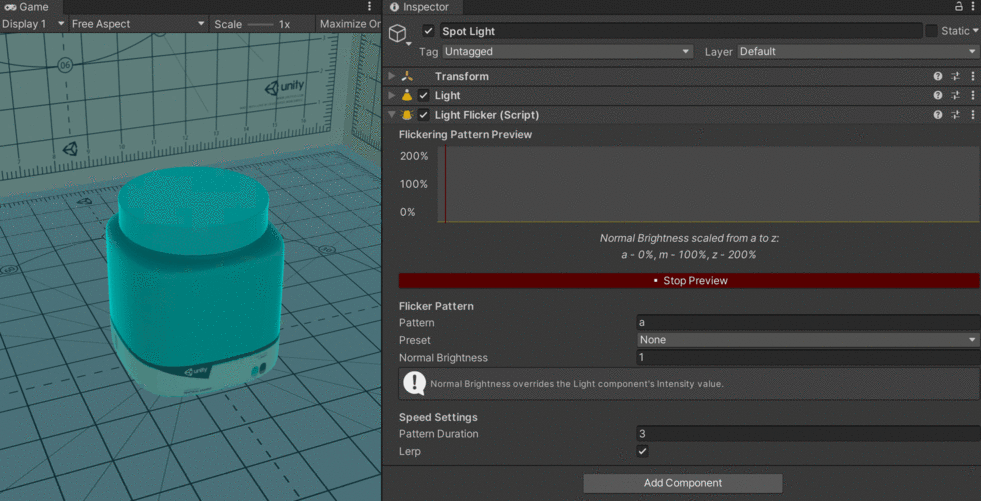 Game
Display 1
Free Aspect
Scale
1x
Maximize Or
06
unity
unity
Inspector
Spot Light
Static
Tag
Untagged
Layer
Default
Transform
Light
Light Flicker (Script)
Flickering Pattern Preview
200%
100%
0%
Normal Brightness scaled from a to z:
a - 0%, m - 100%, z - 200%
• Stop Preview
Flicker Pattern
Pattern
a
Preset
None
Normal Brightness
1
Normal Brightness overrides the Light component's Intensity value.
Speed Settings
Pattern Duration
3
Lerp
Add Component